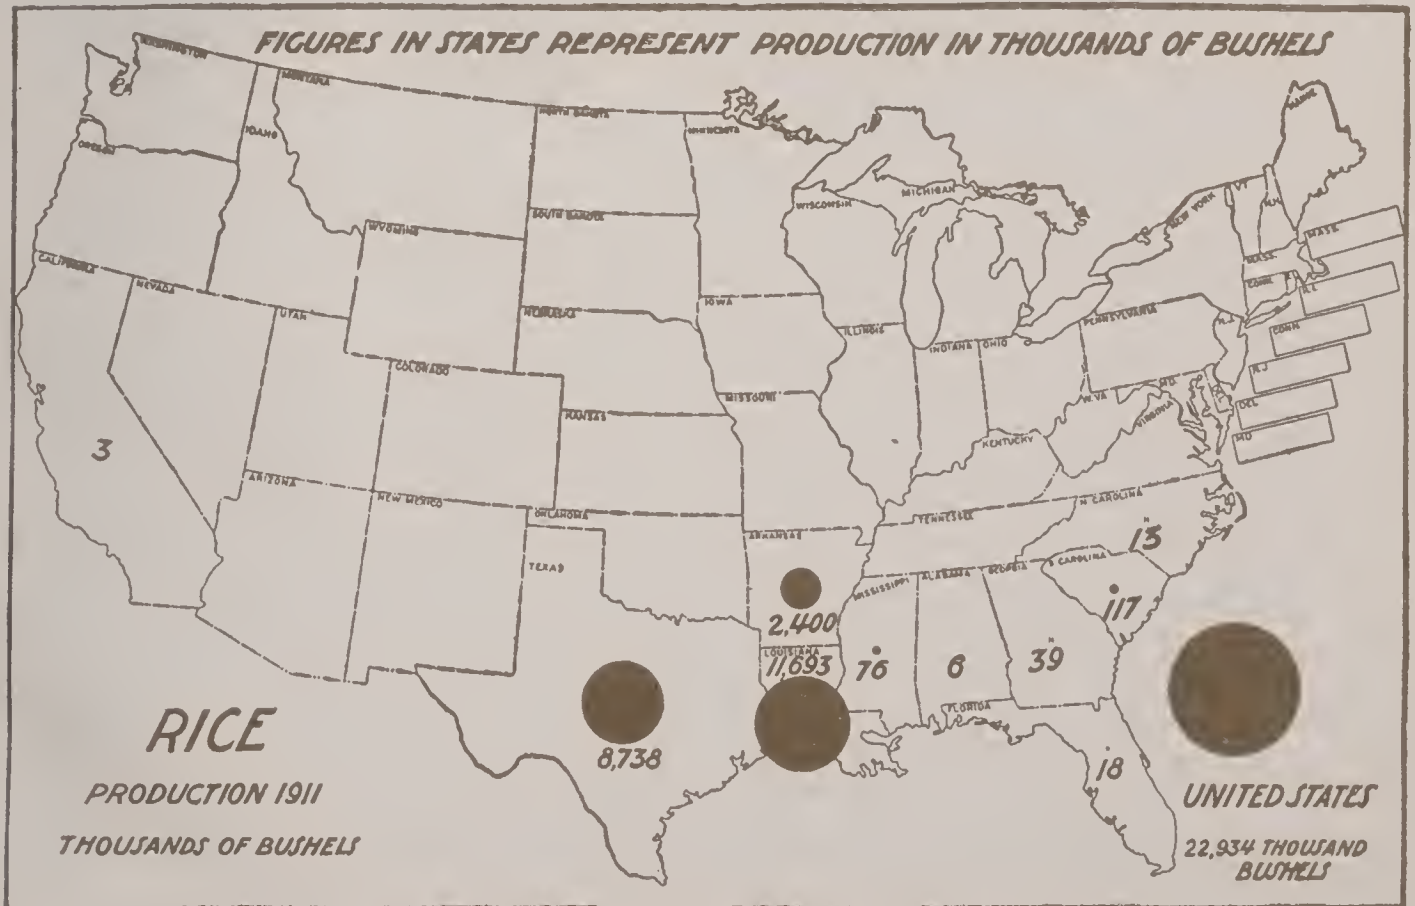 FIGURES IN STATES REPRESENT PRODUCTION IN THOUSANDS OF BUSHELS
WASHINGTON
MONTANA
IDAHO
OREGON
NORTH DAKOTA
MINNESOTA
MAINE
WISCONSIN
MICHIGAN
NEW YORK
VT
N.H.
SOUTH DAKOTA
WYOMING
MASS.
MASS.
CALIFORNIA
NEVADA
UTAH
NEBRASKA
IOWA
ILLINOIS
INDIANA
OHIO
PENNSYLVANIA
N.J.
CONN.
R.I.
CONN.
N.J.
DEL.
MD.
COLORADO
KANSAS
MISSOURI
KENTUCKY
W.VA
MD.
VIRGINIA
3
ARIZONA
NEW MEXICO
OKLAHOMA
TEXAS
ARKANSAS
TENNESSEE
N CAROLINA
13
MISSISSIPPI
ALABAMA
GEORGIA
S CAROLINA
117
2,400
LOUISIANA
11,693
76
6
39
8,738
FLORIDA
18
RICE
PRODUCTION 1911
THOUSANDS OF BUSHELS
UNITED STATES
22,934 THOUSAND
BUSHELS